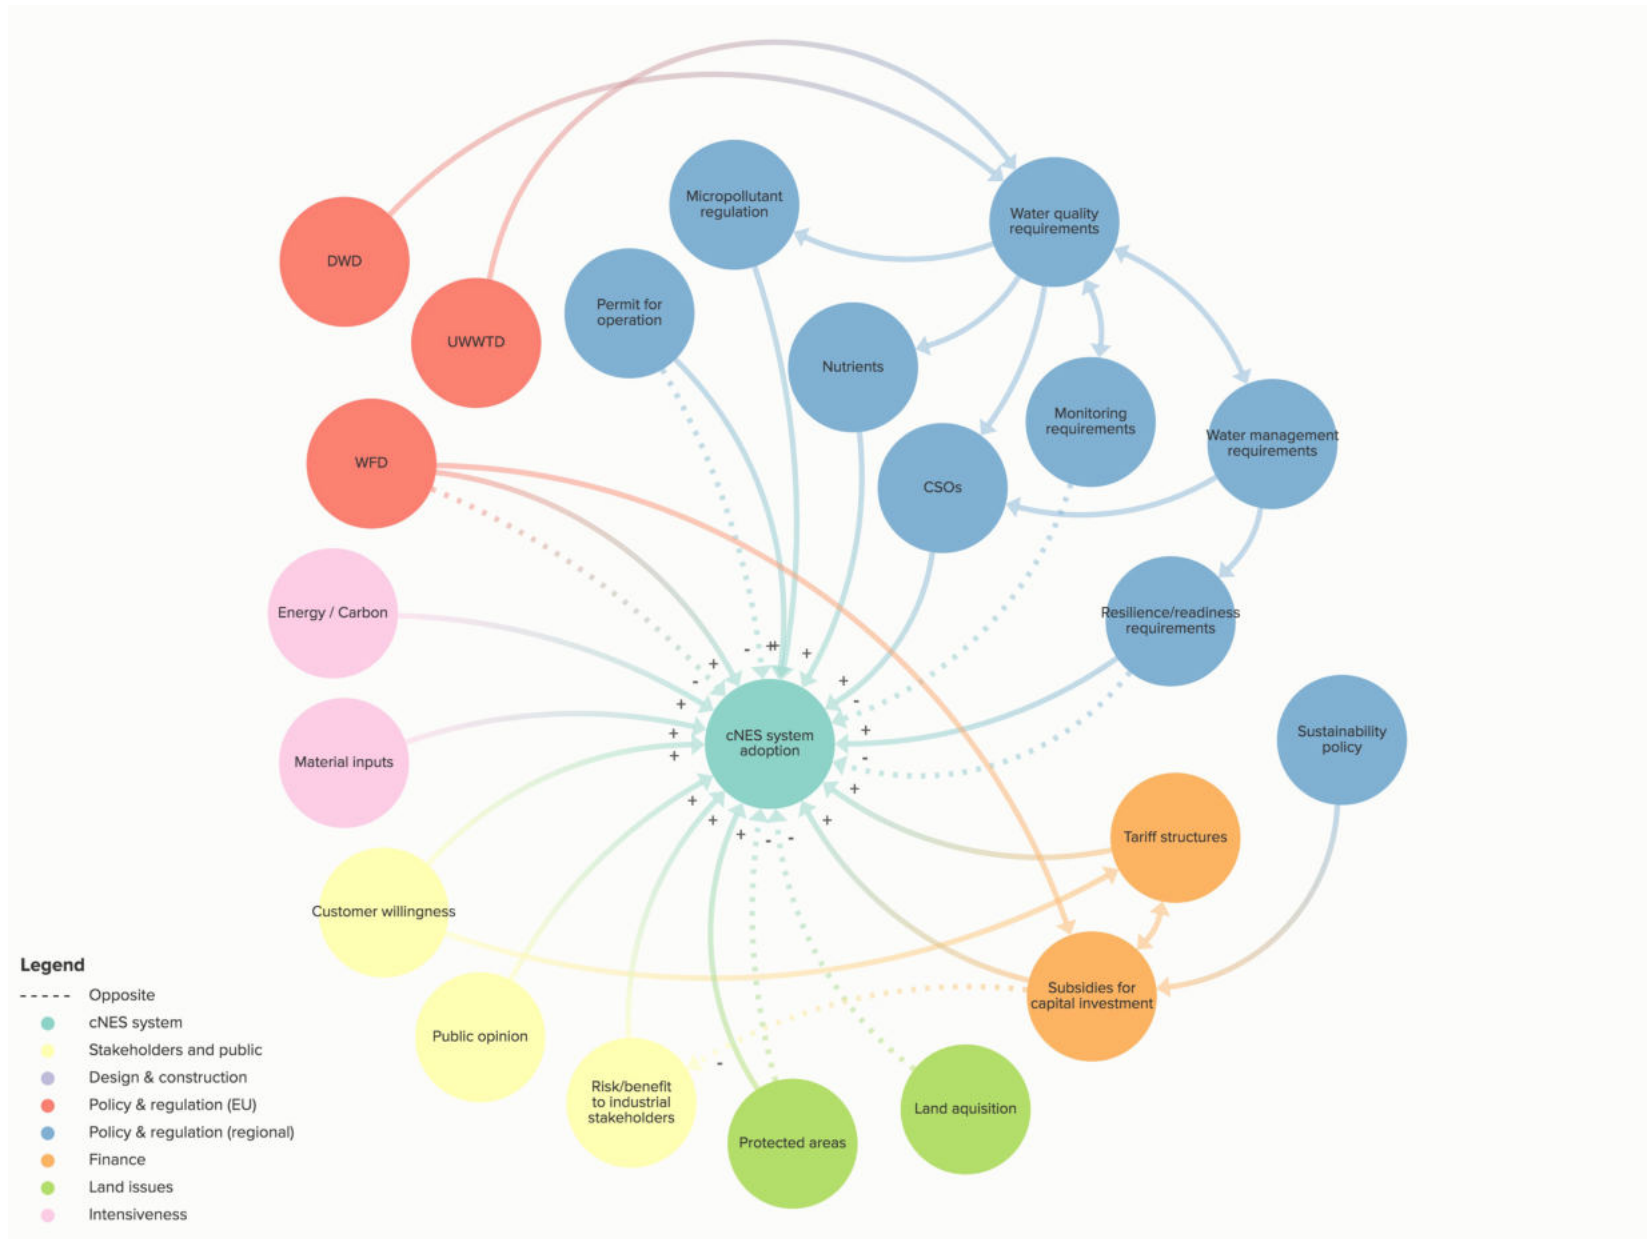 Micropollutant
regulation
Water quality
requirements
DWD
Permit for
operation
UWWTD
Nutrients
Monitoring
requirements
Water management
requirements
WFD
CSOs
Energy / Carbon
Resilience/readiness
requirements
- ++
+
+
-
+
-
+
+
+
-
+
+
cNES system
adoption
Sustainability
policy
Material inputs
-
+
+
+
+
+
- -
Tariff structures
Customer willingness
Subsidies for
capital investment
Public opinion
-
Risk/benefit
to industrial
stakeholders
Land aquisition
Protected areas
Legend
----- Opposite
cNES system
Stakeholders and public
Design & construction
Policy & regulation (EU)
Policy & regulation (regional)
Finance
Land issues
Intensiveness